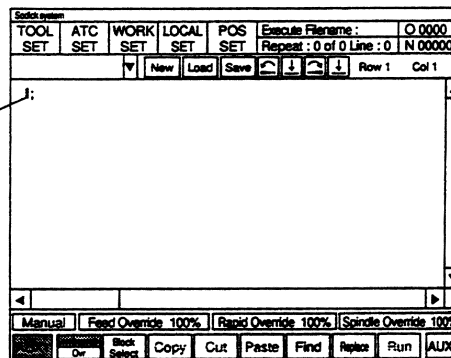 Sodick system
TOOL SET ATC SET WORK SET LOCAL SET POS SET Execute Filename : O 0000
Repeat : 0 of 0 Line : 0 N 00000
New Load Save Row 1 Col 1
;
Manual Feed Override 100% Rapid Override 100% Spindle Override 100%
Ovr Block Select Copy Cut Paste Find Replace Run AUX